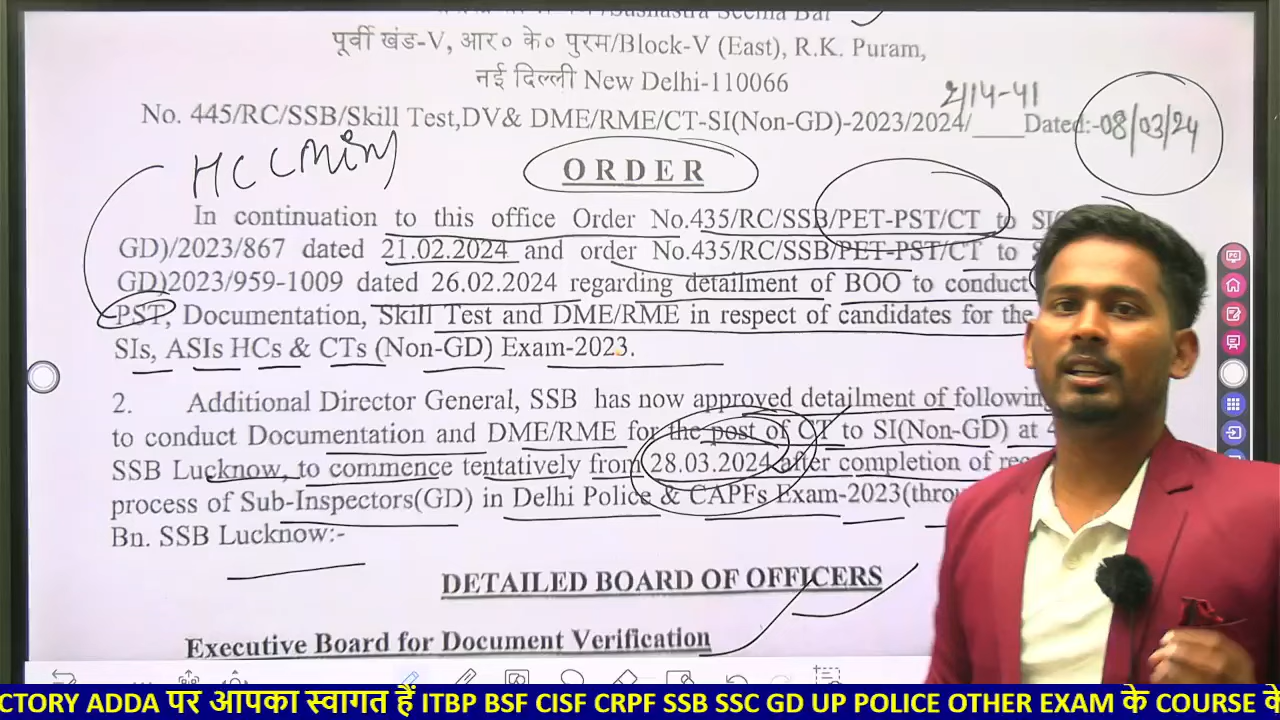 Sashastra Seema Bal
पूर्वी खंड-V, आर० के० पुरम/Block-V (East), R.K. Puram,
नई दिल्ली New Delhi-110066
2114-41
No. 445/RC/SSB/Skill Test,DV& DME/RME/CT-SI(Non-GD)-2023/2024/____Dated:-08/03/24
HCCMin
ORDER
In continuation to this office Order No.435/RC/SSB/PET-PST/CT to
GD)/2023/867 dated 21.02.2024 and order No.435/RC/SSB/PET-PST/CT to
GD)2023/959-1009 dated 26.02.2024 regarding detailment of BOO to conduct
PST, Documentation, Skill Test and DME/RME in respect of candidates for the
SIs, ASIs HCs & CTs (Non-GD) Exam-2023.
2. Additional Director General, SSB has now approved detailment of following
to conduct Documentation and DME/RME for the post of CT to SI(Non-GD) at 4
SSB Lucknow, to commence tentatively from 28.03.2024 after completion of
process of Sub-Inspectors(GD) in Delhi Police & CAPFs Exam-2023(
Bn. SSB Lucknow:-
DETAILED BOARD OF OFFICERS
Executive Board for Document Verification
CTORY ADDA पर आपका स्वागत हैं ITBP BSF CISF CRPF SSB SSC GD UP POLICE OTHER EXAM के COURSE के